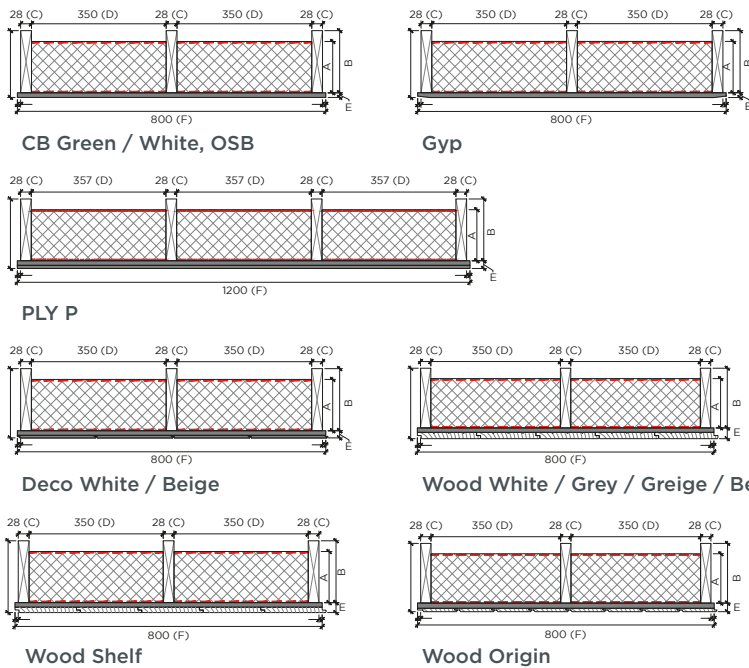 28 (C) 350 (D) 28 (C) 350 (D) 28 (C)
A B
E
800 (F)
CB Green / White, OSB
28 (C) 350 (D) 28 (C) 350 (D) 28 (C)
A B
E
800 (F)
Gyp
28 (C) 357 (D) 28 (C) 357 (D) 28 (C) 357 (D) 28 (C)
A B
E
1200 (F)
PLY P
28 (C) 350 (D) 28 (C) 350 (D) 28 (C)
A B
E
800 (F)
Deco White / Beige
28 (C) 350 (D) 28 (C) 350 (D) 28 (C)
A B
E
800 (F)
Wood White / Grey / Greige / Be
28 (C) 350 (D) 28 (C) 350 (D) 28 (C)
A B
E
800 (F)
Wood Shelf
28 (C) 350 (D) 28 (C) 350 (D) 28 (C)
A B
E
800 (F)
Wood Origin